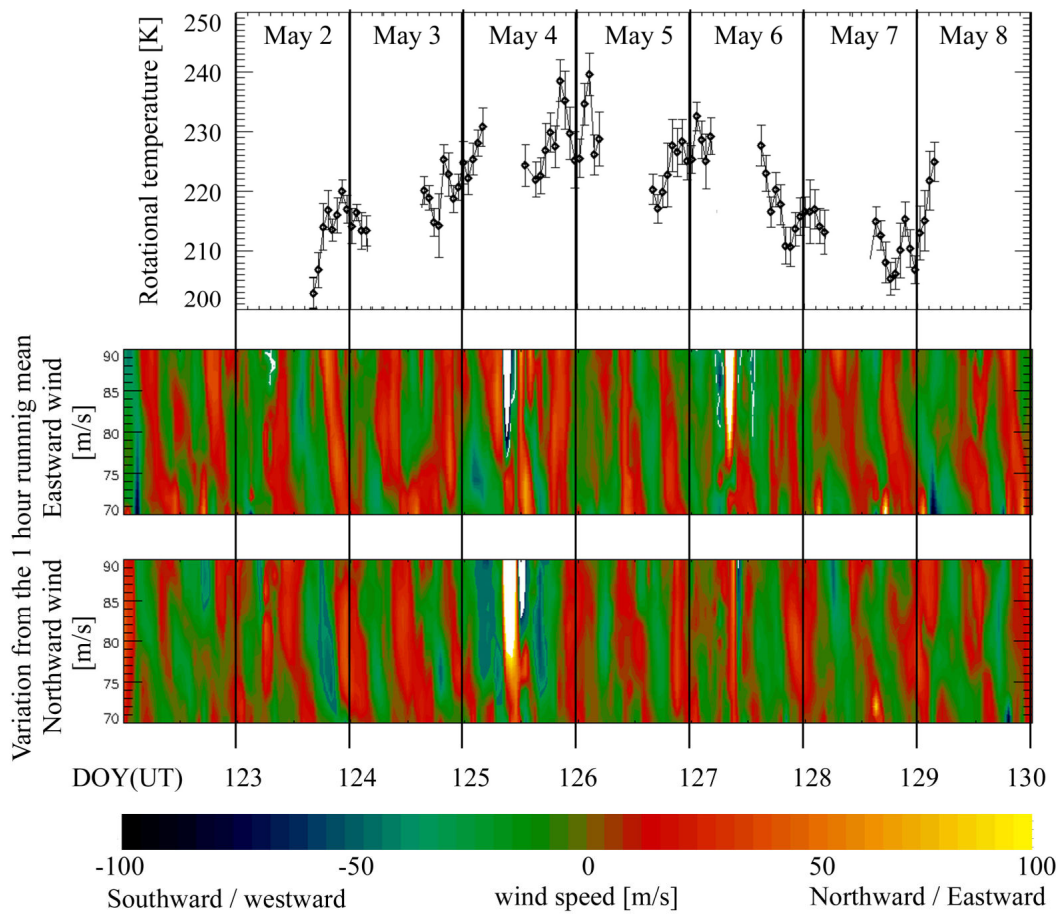 Rotational temperature [K]
250
240
230
220
210
200
May 2 May 3 May 4 May 5 May 6 May 7 May 8
Variation from the 1 hour runnnig mean
Eastward wind
[m/s]
90
85
80
75
70
Northward wind
[m/s]
90
85
80
75
70
DOY(UT) 123 124 125 126 127 128 129 130
-100 -50 0 50 100
Southward / westward wind speed [m/s] Northward / Eastward